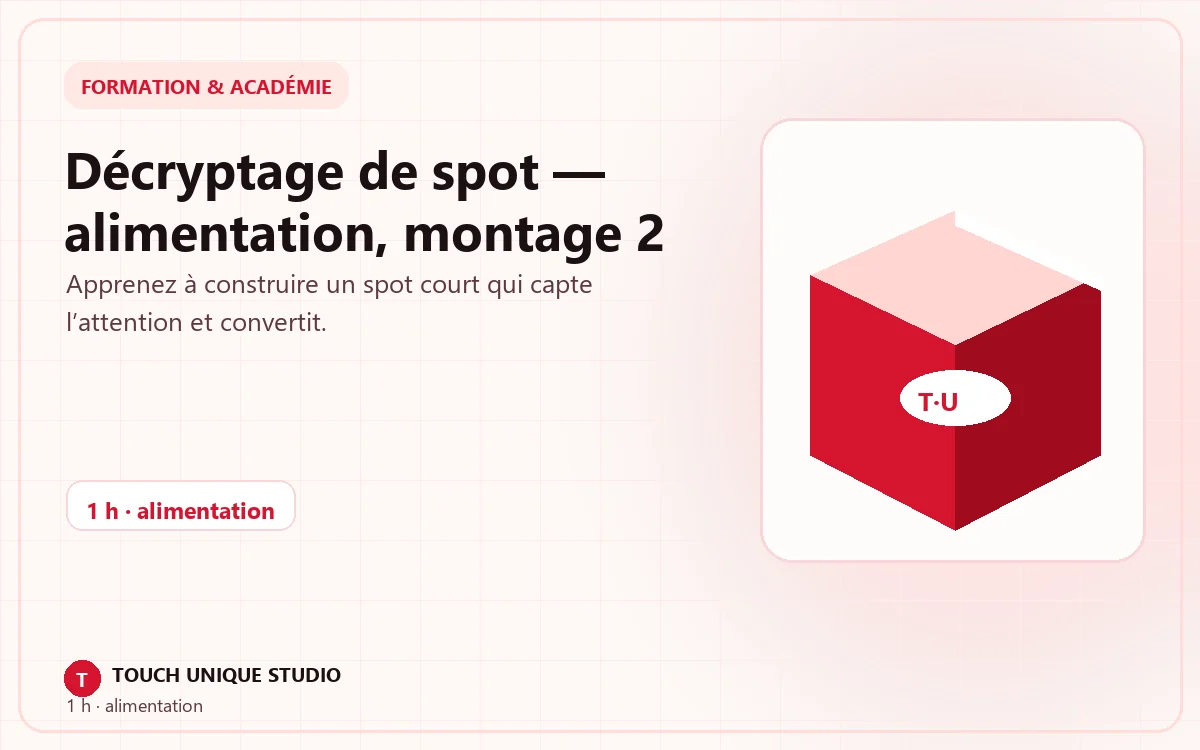 FORMATION & ACADÉMIE
Décryptage de spot —
alimentation, montage 2
Apprenez à construire un spot court qui capte
l’attention et convertit.
T·U
1 h · alimentation
T
TOUCH UNIQUE STUDIO
1 h · alimentation